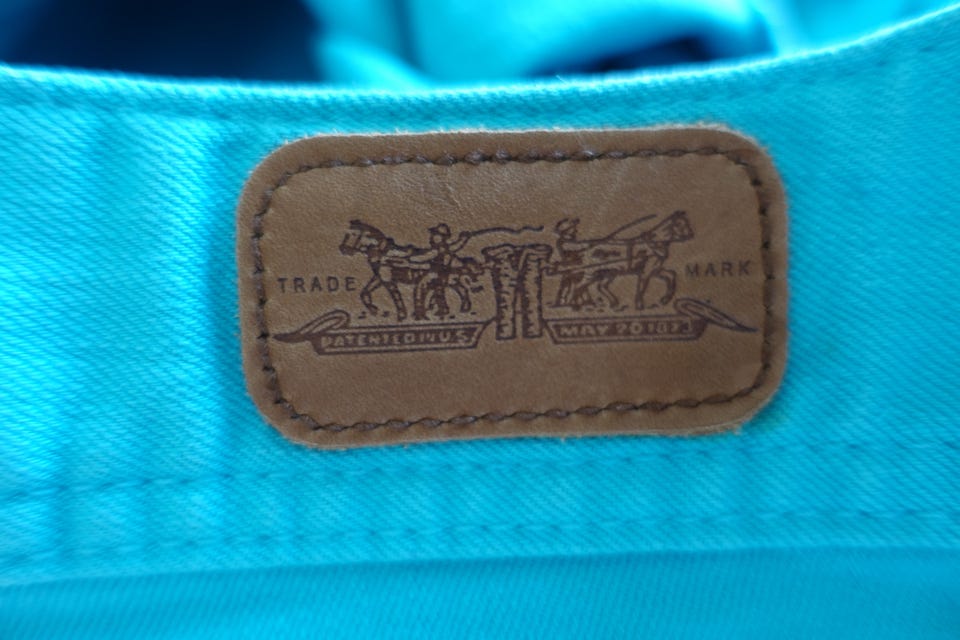 TRADE MARK
PATENTED IN U.S. MAY 20 1873